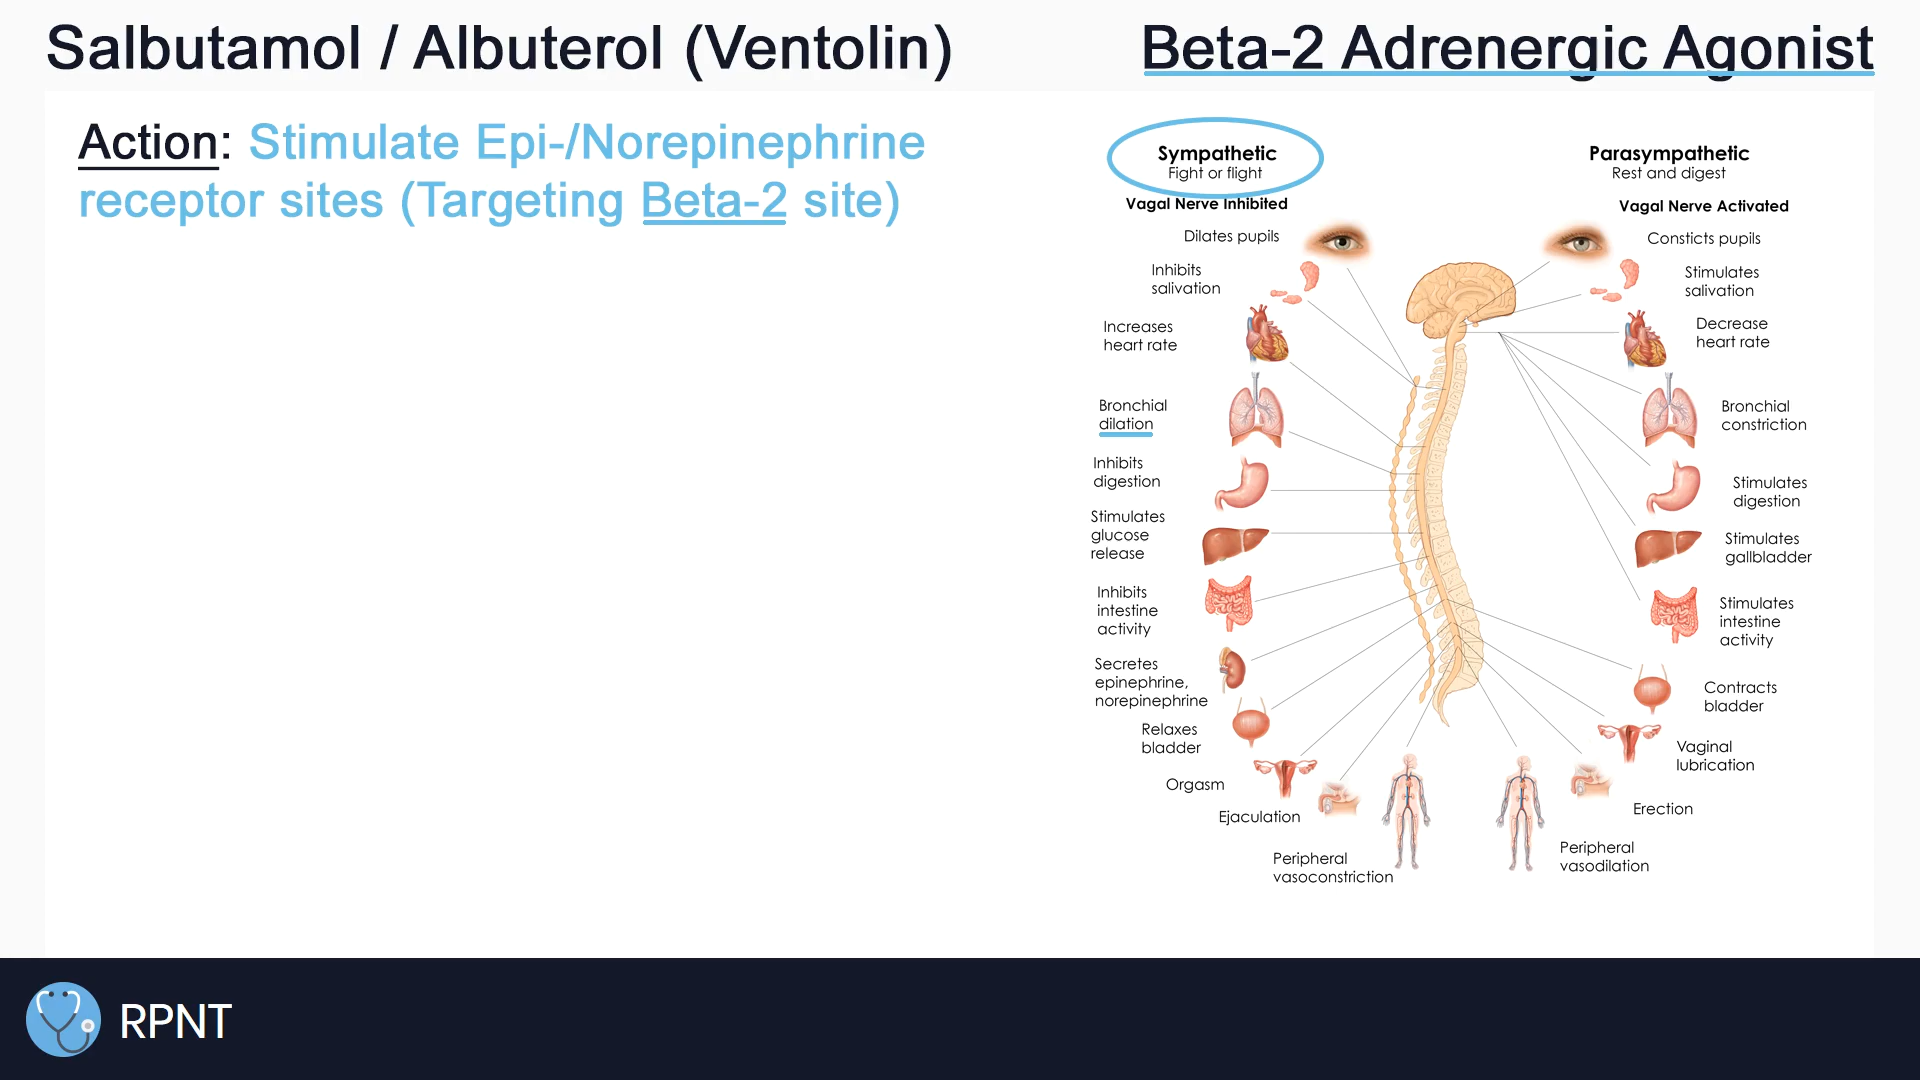 Salbutamol / Albuterol (Ventolin)
Beta-2 Adrenergic Agonist
Action: Stimulate Epi-/Norepinephrine
receptor sites (Targeting Beta-2 site)
Sympathetic
Fight or flight
Vagal Nerve Inhibited
Dilates pupils
Inhibits
salivation
Increases
heart rate
Bronchial
dilation
Inhibits
digestion
Stimulates
glucose
release
Inhibits
intestine
activity
Secretes
epinephrine,
norepinephrine
Relaxes
bladder
Orgasm
Ejaculation
Peripheral
vasoconstriction
Parasympathetic
Rest and digest
Vagal Nerve Activated
Consticts pupils
Stimulates
salivation
Decrease
heart rate
Bronchial
constriction
Stimulates
digestion
Stimulates
gallbladder
Stimulates
intestine
activity
Contracts
bladder
Vaginal
lubrication
Erection
Peripheral
vasodilation
RPNT